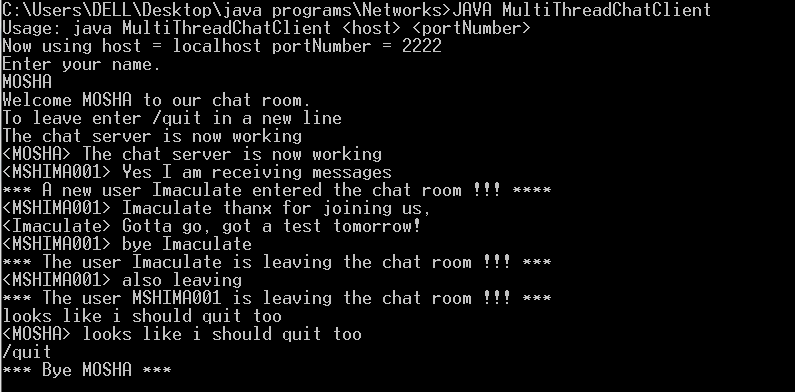 C:\Users\DELL\Desktop\java programs\Networks>JAVA MultiThreadChatClient
Usage: java MultiThreadChatClient <host> <portNumber>
Now using host = localhost portNumber = 2222
Enter your name.
MOSHA
Welcome MOSHA to our chat room.
To leave enter /quit in a new line
The chat server is now working
<MOSHA> The chat server is now working
<MSHIMA001> Yes I am receiving messages
*** A new user Imaculate entered the chat room !!! ****
<MSHIMA001> Imaculate thanx for joining us,
<Imaculate> Gotta go, got a test tomorrow!
<MSHIMA001> bye Imaculate
*** The user Imaculate is leaving the chat room !!! ***
<MSHIMA001> also leaving
*** The user MSHIMA001 is leaving the chat room !!! ***
looks like i should quit too
<MOSHA> looks like i should quit too
/quit
*** Bye MOSHA ***